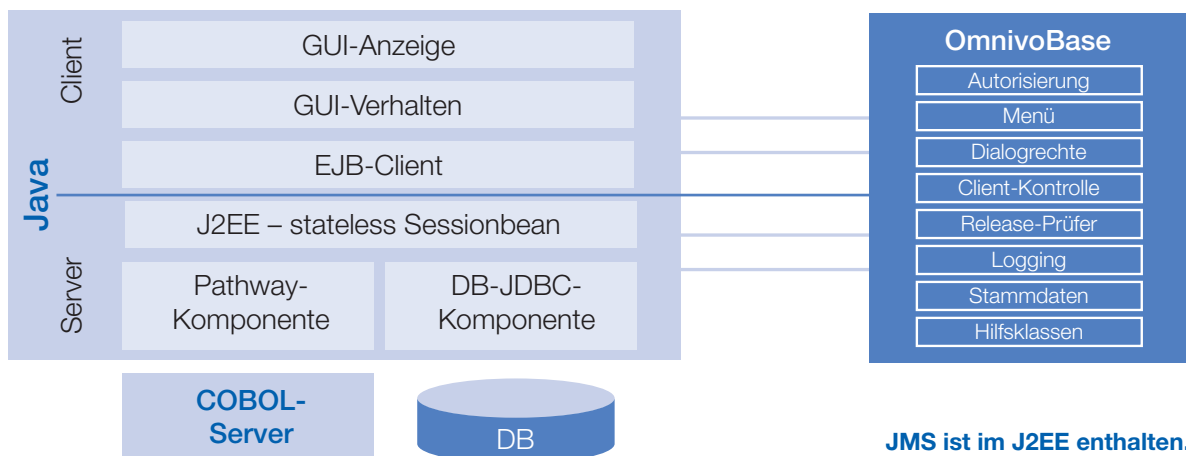 Java
Client
GUI-Anzeige
GUI-Verhalten
EJB-Client
Server
J2EE – stateless Sessionbean
Pathway-
Komponente
DB-JDBC-
Komponente
COBOL-
Server
DB
OmnivoBase
Autorisierung
Menü
Dialogrechte
Client-Kontrolle
Release-Prüfer
Logging
Stammdaten
Hilfsklassen
JMS ist im J2EE enthalten.